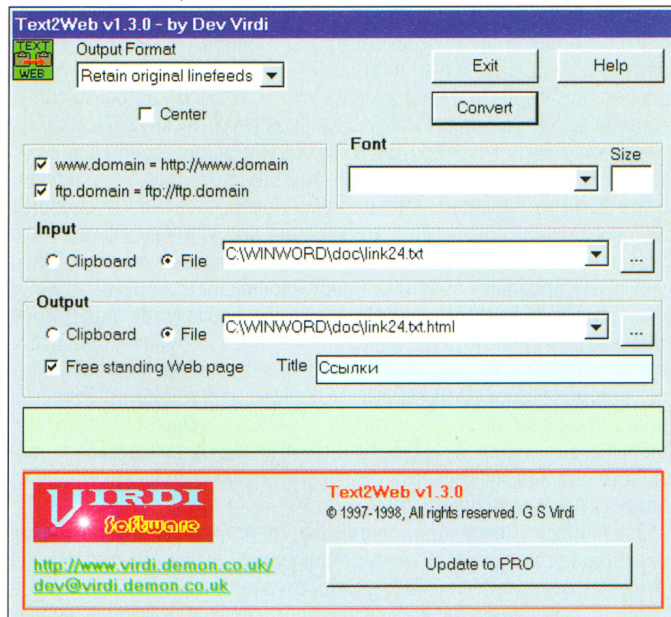 Text2Web v1.3.0 - by Dev Virdi
TEXT
WEB
Output Format
Retain original linefeeds
Exit
Help
Center
Convert
www.domain = http://www.domain
ftp.domain = ftp://ftp.domain
Font
Size
Input
Clipboard
File
C:\WINWORD\doc\link24.txt
...
Output
Clipboard
File
C:\WINWORD\doc\link24.txt.html
...
Free standing Web page
Title
Ссылки
VIRDI
Software
Text2Web v1.3.0
© 1997-1998, All rights reserved. G S Virdi
http://www.virdi.demon.co.uk/
dev@virdi.demon.co.uk
Update to PRO